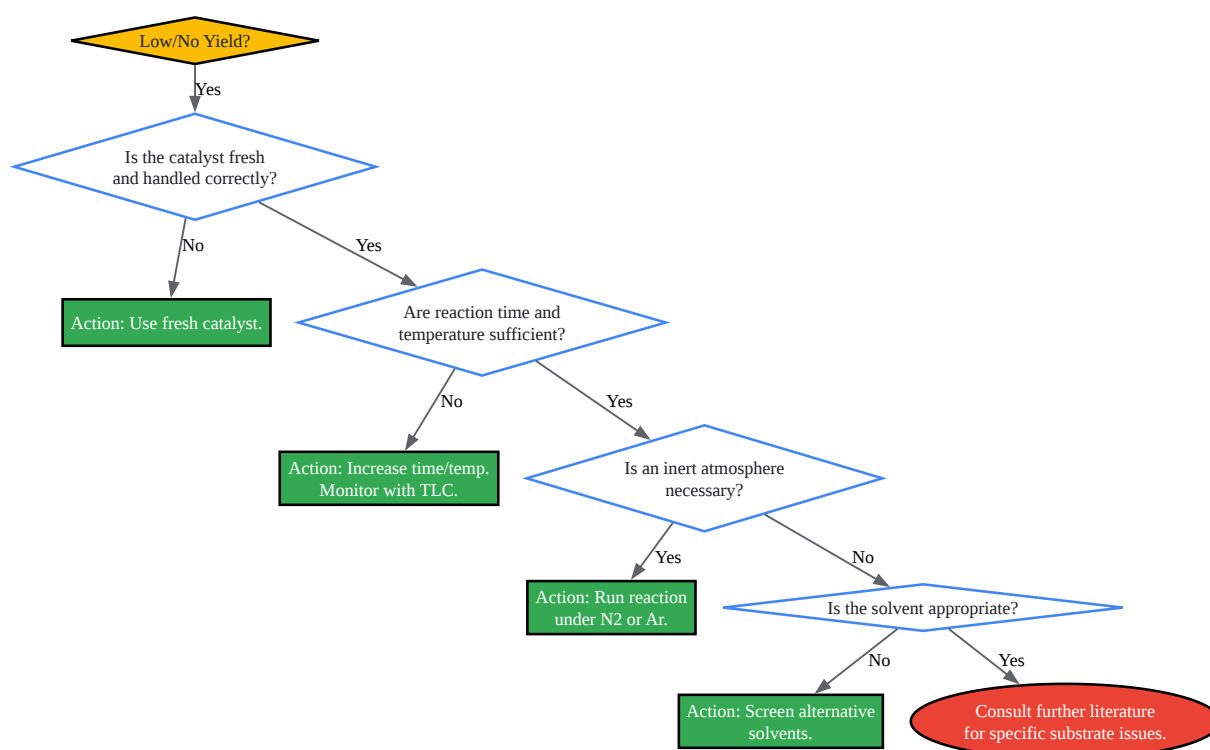 Low/No Yield?
Yes
Is the catalyst fresh
and handled correctly?
No
Yes
Action: Use fresh catalyst.
Are reaction time and
temperature sufficient?
No
Yes
Action: Increase time/temp.
Monitor with TLC.
Is an inert atmosphere
necessary?
Yes
No
Action: Run reaction
under N2 or Ar.
Is the solvent appropriate?
No
Yes
Action: Screen alternative
solvents.
Consult further literature
for specific substrate issues.